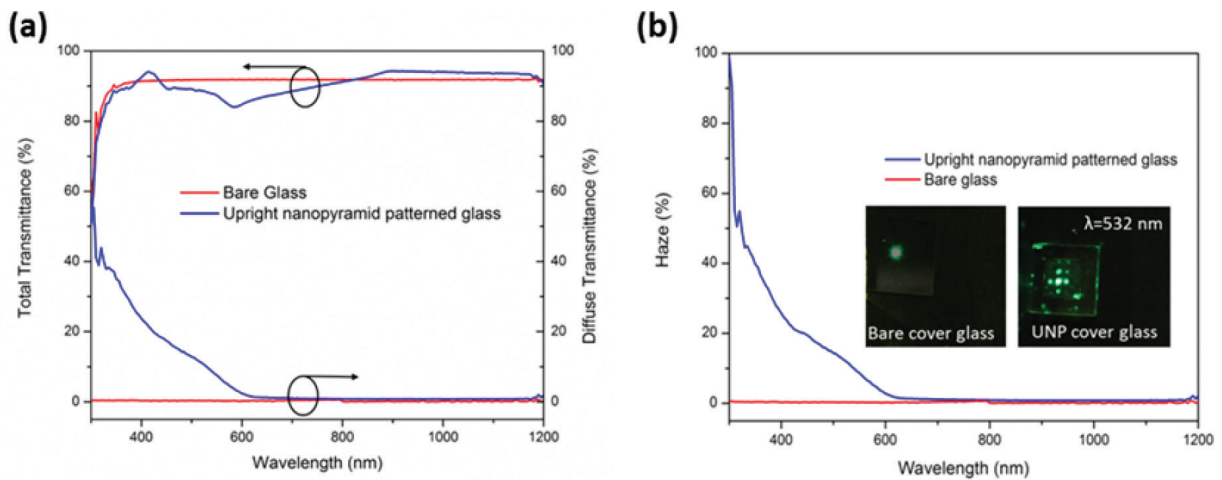 (a)
100
80
60
40
20
0
Total Transmittance (%)
400
600
800
1000
1200
Wavelength (nm)
100
80
60
40
20
0
Diffuse Transmittance (%)
Bare Glass
Upright nanopyramid patterned glass
(b)
100
80
60
40
20
0
Haze (%)
400
600
800
1000
1200
Wavelength (nm)
Upright nanopyramid patterned glass
Bare glass
Bare cover glass
λ=532 nm
UNP cover glass